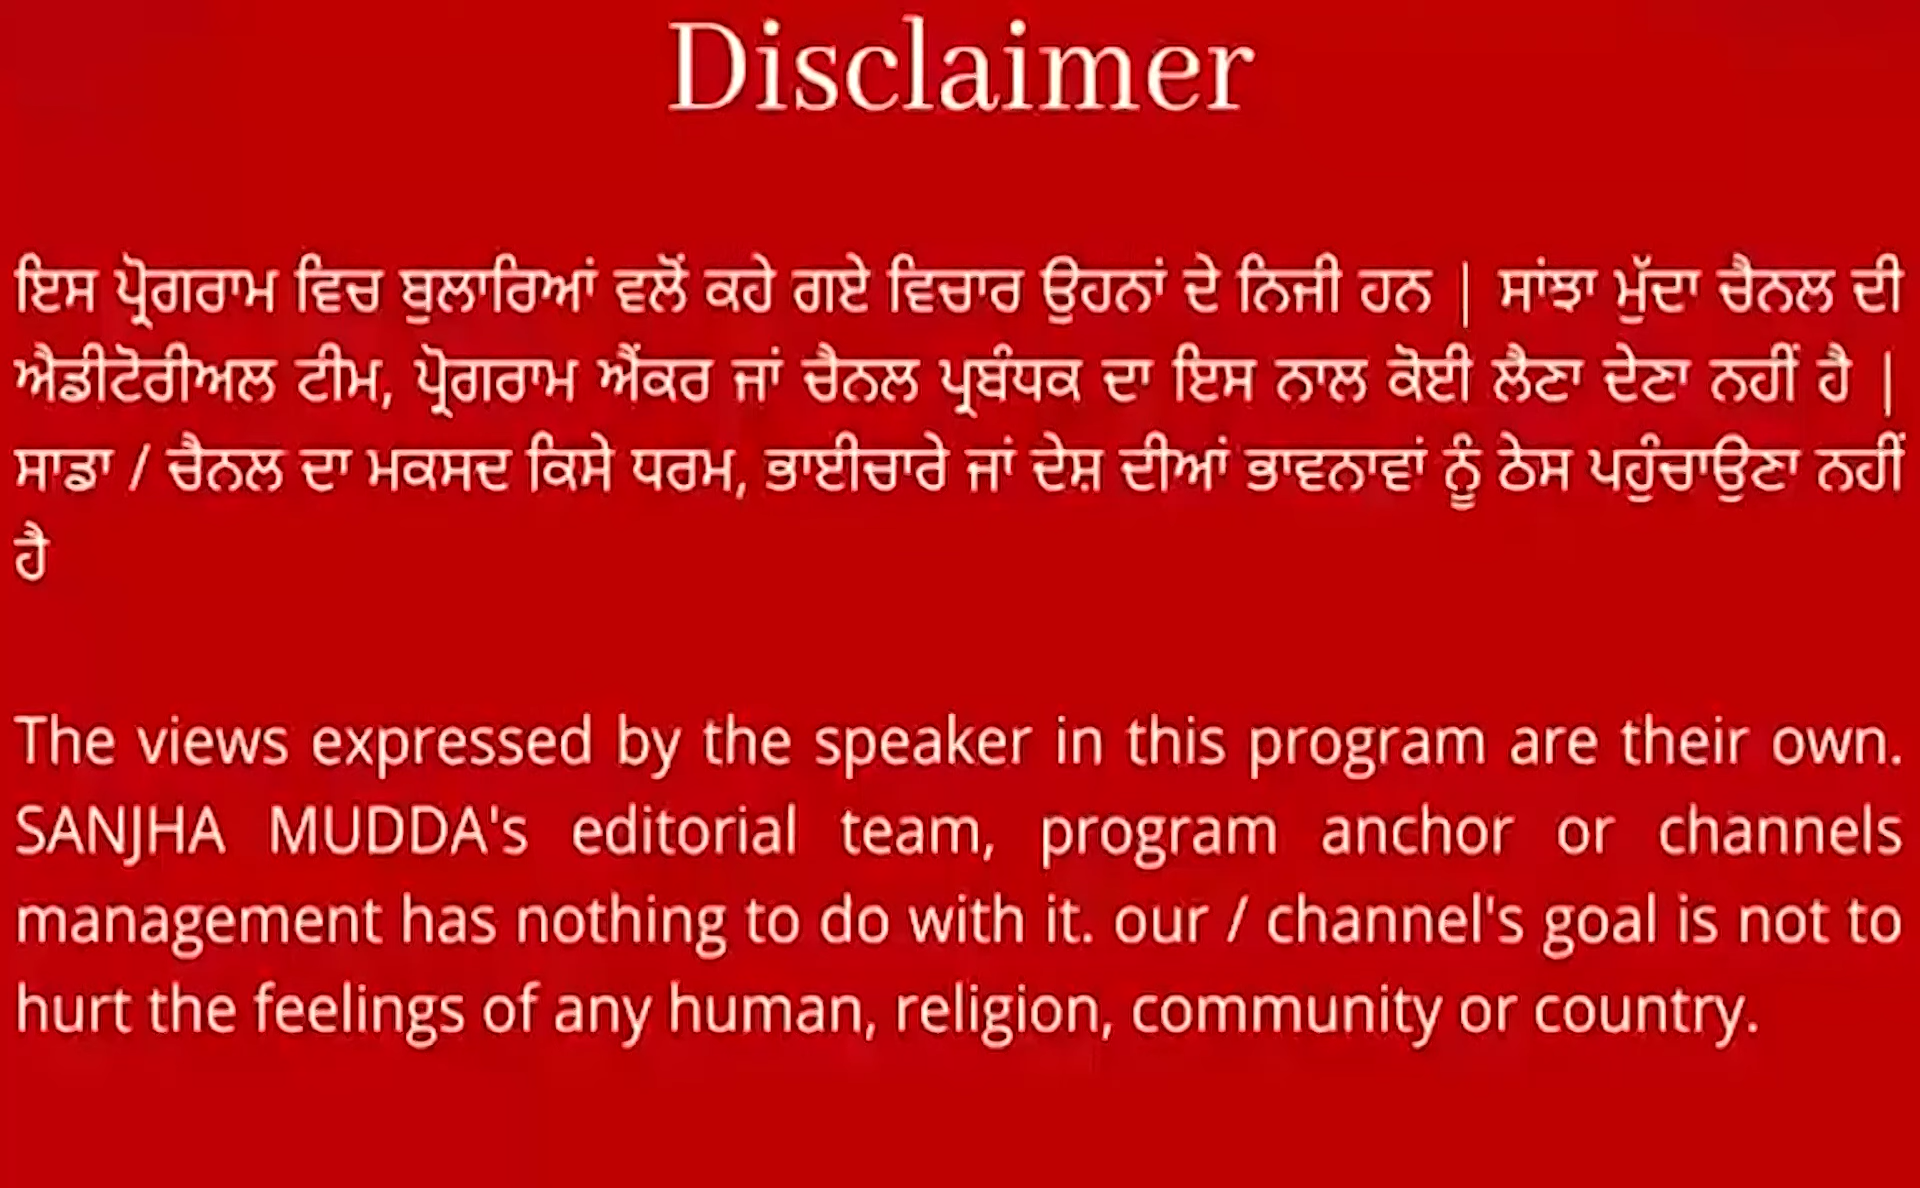 Disclaimer
ਇਸ ਪ੍ਰੋਗਰਾਮ ਵਿਚ ਬੁਲਾਰਿਆਂ ਵਲੋਂ ਕਹੇ ਗਏ ਵਿਚਾਰ ਉਹਨਾਂ ਦੇ ਨਿਜੀ ਹਨ | ਸਾਂਝਾ ਮੁੱਦਾ ਚੈਨਲ ਦੀ
ਐਡੀਟੋਰੀਅਲ ਟੀਮ, ਪ੍ਰੋਗਰਾਮ ਐਂਕਰ ਜਾਂ ਚੈਨਲ ਪ੍ਰਬੰਧਕ ਦਾ ਇਸ ਨਾਲ ਕੋਈ ਲੈਣਾ ਦੇਣਾ ਨਹੀਂ ਹੈ |
ਸਾਡਾ / ਚੈਨਲ ਦਾ ਮਕਸਦ ਕਿਸੇ ਧਰਮ, ਭਾਈਚਾਰੇ ਜਾਂ ਦੇਸ਼ ਦੀਆਂ ਭਾਵਨਾਵਾਂ ਨੂੰ ਠੇਸ ਪਹੁੰਚਾਉਣਾ ਨਹੀਂ
ਹੈ
The views expressed by the speaker in this program are their own.
SANJHA MUDDA's editorial team, program anchor or channels
management has nothing to do with it. our / channel's goal is not to
hurt the feelings of any human, religion, community or country.